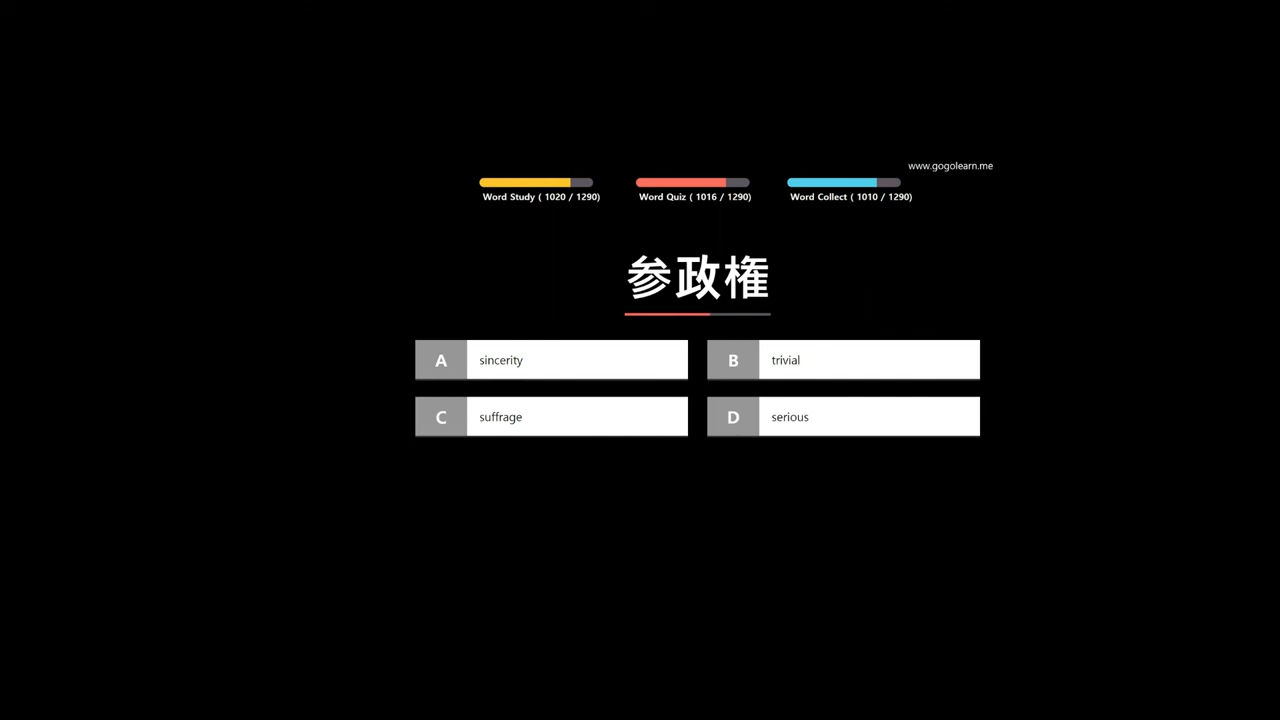 www.gogolearn.me
Word Study ( 1020 / 1290)
Word Quiz ( 1016 / 1290)
Word Collect ( 1010 / 1290)
参政権
A sincerity
B trivial
C suffrage
D serious